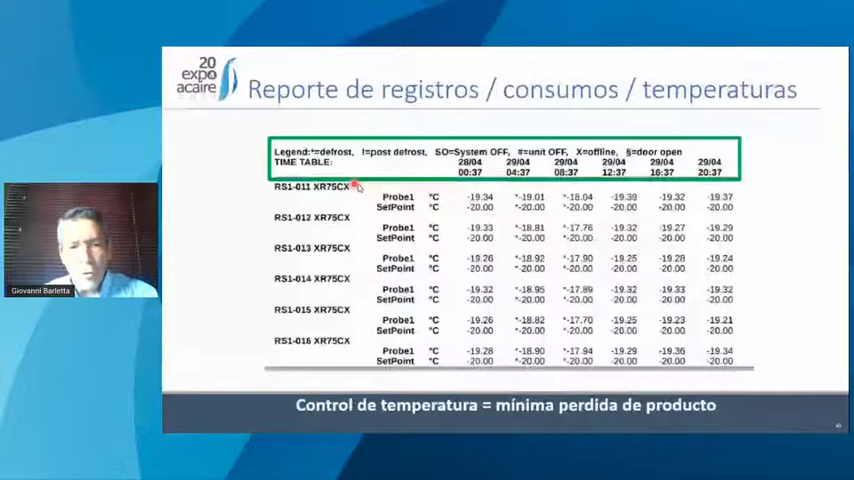 20
expo
acaire
Reporte de registros / consumos / temperaturas
Legend:*=defrost, !=post defrost, SO=System OFF, #=unit OFF, X=offline, §=door open
TIME TABLE: 28/04 29/04 29/04 29/04 29/04 29/04
00:37 04:37 08:37 12:37 16:37 20:37
RS1-011 XR75CX
Probe1 °C -19.34 *-19.01 *-18.04 -19.39 -19.32 -19.37
SetPoint °C -20.00 *-20.00 *-20.00 -20.00 -20.00 -20.00
RS1-012 XR75CX
Probe1 °C -19.33 *-18.81 *-17.76 -19.32 -19.27 -19.29
SetPoint °C -20.00 *-20.00 *-20.00 -20.00 -20.00 -20.00
RS1-013 XR75CX
Probe1 °C -19.26 *-18.92 *-17.90 -19.25 -19.28 -19.24
SetPoint °C -20.00 *-20.00 *-20.00 -20.00 -20.00 -20.00
RS1-014 XR75CX
Probe1 °C -19.32 *-18.95 *-17.89 -19.32 -19.33 -19.32
SetPoint °C -20.00 *-20.00 *-20.00 -20.00 -20.00 -20.00
RS1-015 XR75CX
Probe1 °C -19.26 *-18.82 *-17.70 -19.25 -19.23 -19.21
SetPoint °C -20.00 *-20.00 *-20.00 -20.00 -20.00 -20.00
RS1-016 XR75CX
Probe1 °C -19.28 *-18.90 *-17.94 -19.29 -19.36 -19.34
SetPoint °C -20.00 *-20.00 *-20.00 -20.00 -20.00 -20.00
Giovanni Barletta
Control de temperatura = mínima perdida de producto